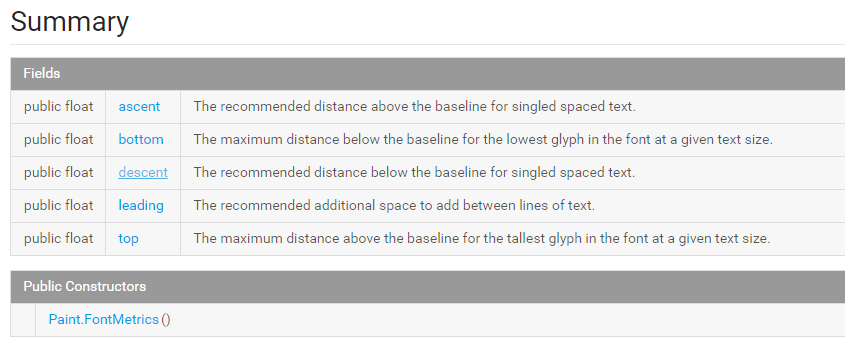 Summary
Fields
public float ascent The recommended distance above the baseline for singled spaced text.
public float bottom The maximum distance below the baseline for the lowest glyph in the font at a given text size.
public float descent The recommended distance below the baseline for singled spaced text.
public float leading The recommended additional space to add between lines of text.
public float top The maximum distance above the baseline for the tallest glyph in the font at a given text size.
Public Constructors
Paint.FontMetrics()